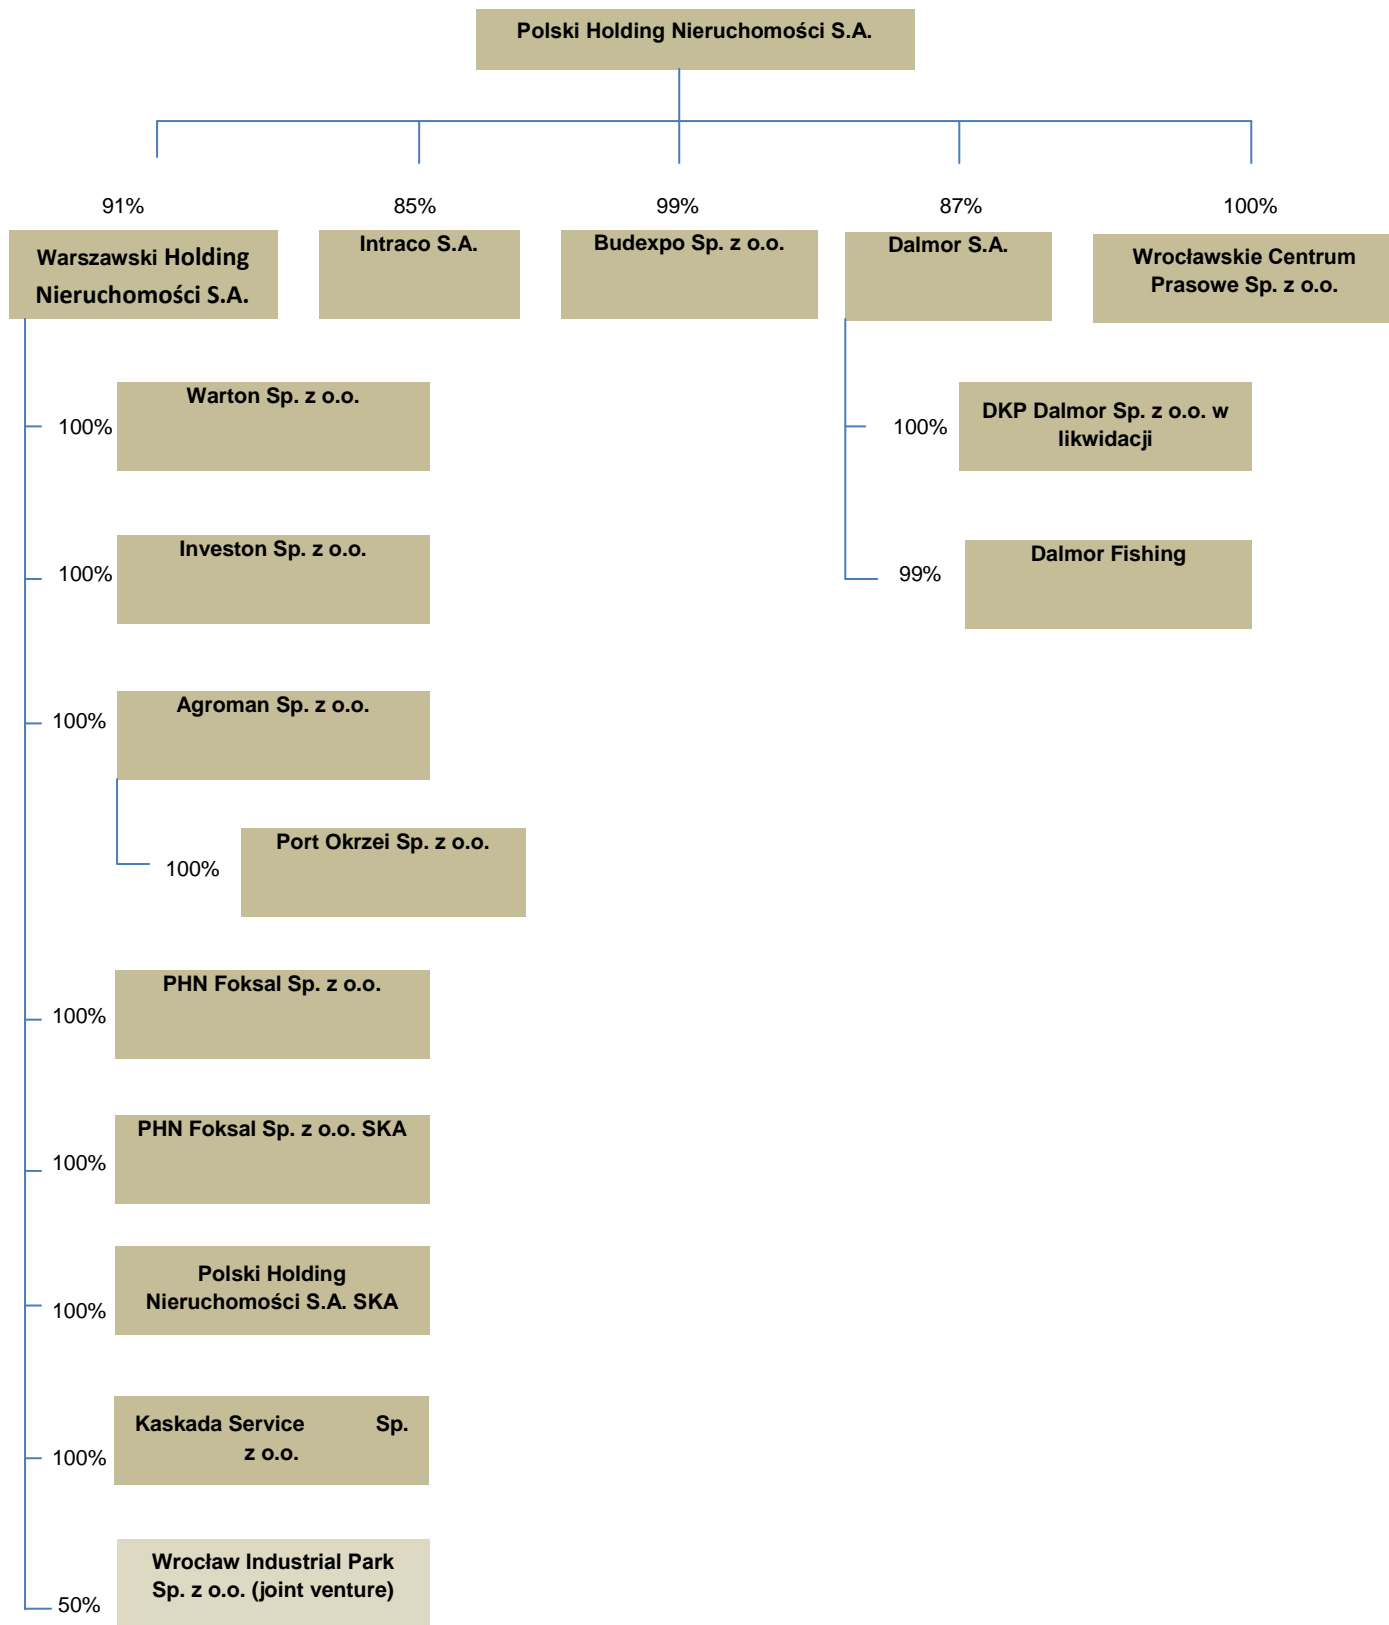 Polski Holding Nieruchomości S.A.
91%
85%
99%
87%
100%
Warszawski Holding
Nieruchomości S.A.
Intraco S.A.
Budexpo Sp. z o.o.
Dalmor S.A.
Wrocławskie Centrum
Prasowe Sp. z o.o.
Warton Sp. z o.o.
100%
DKP Dalmor Sp. z o.o. w
likwidacji
100%
Investon Sp. z o.o.
100%
Dalmor Fishing
99%
Agroman Sp. z o.o.
100%
Port Okrzei Sp. z o.o.
100%
PHN Foksal Sp. z o.o.
100%
PHN Foksal Sp. z o.o. SKA
100%
Polski Holding
Nieruchomości S.A. SKA
100%
Kaskada Service Sp.
z o.o.
100%
Wrocław Industrial Park
Sp. z o.o. (joint venture)
50%